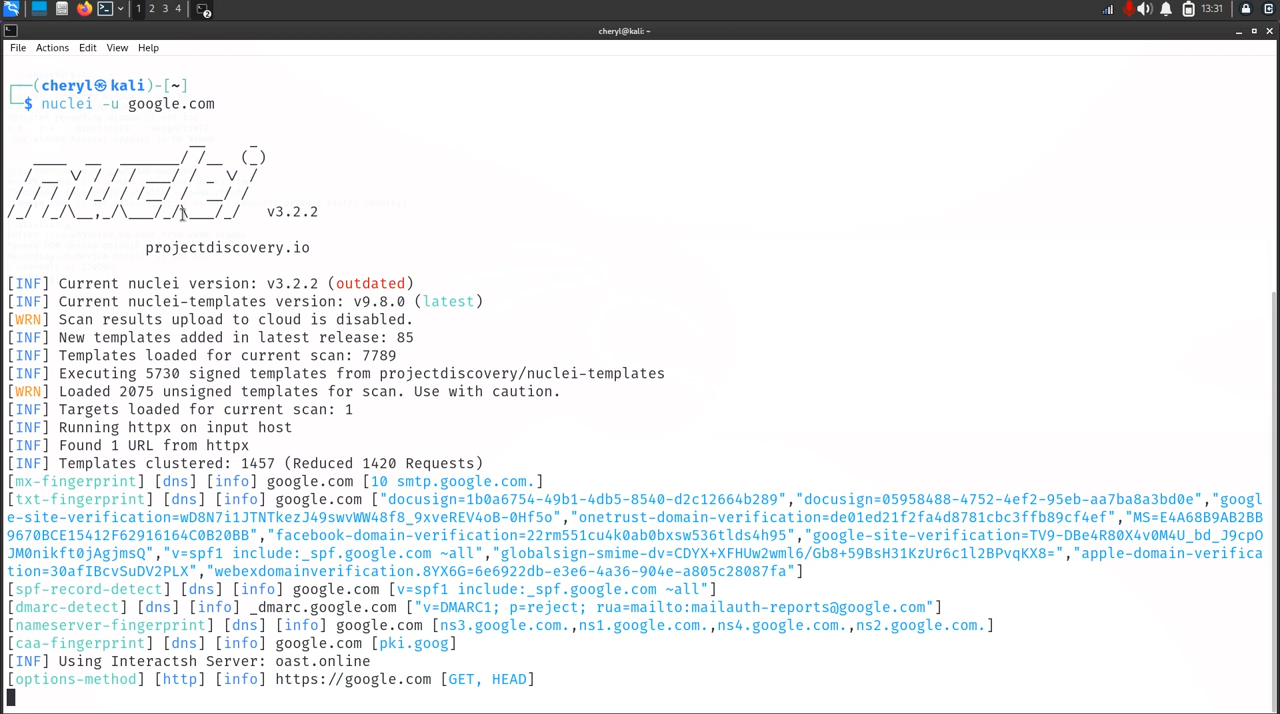 1 2 3 4
2
13:31
cheryl@kali: ~
File Actions Edit View Help
┌──(cheryl㉿kali)-[~]
└─$ nuclei -u google.com
v3.2.2
projectdiscovery.io
[INF] Current nuclei version: v3.2.2 (outdated)
[INF] Current nuclei-templates version: v9.8.0 (latest)
[WRN] Scan results upload to cloud is disabled.
[INF] New templates added in latest release: 85
[INF] Templates loaded for current scan: 7789
[INF] Executing 5730 signed templates from projectdiscovery/nuclei-templates
[WRN] Loaded 2075 unsigned templates for scan. Use with caution.
[INF] Targets loaded for current scan: 1
[INF] Running httpx on input host
[INF] Found 1 URL from httpx
[INF] Templates clustered: 1457 (Reduced 1420 Requests)
[mx-fingerprint] [dns] [info] google.com [10 smtp.google.com.]
[txt-fingerprint] [dns] [info] google.com ["docusign=1b0a6754-49b1-4db5-8540-d2c12664b289","docusign=05958488-4752-4ef2-95eb-aa7ba8a3bd0e","googl
e-site-verification=wD8N7i1JTNTkezJ49swvWW48f8_9xveREV4oB-0Hf5o","onetrust-domain-verification=de01ed21f2fa4d8781cbc3ffb89cf4ef","MS=E4A68B9AB2BB
9670BCE15412F62916164C0B20BB","facebook-domain-verification=22rm551cu4k0ab0bxsw536tlds4h95","google-site-verification=TV9-DBe4R80X4v0M4U_bd_J9cpO
JM0nikft0jAgjmsQ","v=spf1 include:_spf.google.com ~all","globalsign-smime-dv=CDYX+XFHUw2wml6/Gb8+59BsH31KzUr6c1l2BPvqKX8=","apple-domain-verifica
tion=30afIBcvSuDV2PLX","webexdomainverification.8YX6G=6e6922db-e3e6-4a36-904e-a805c28087fa"]
[spf-record-detect] [dns] [info] google.com [v=spf1 include:_spf.google.com ~all"]
[dmarc-detect] [dns] [info] _dmarc.google.com ["v=DMARC1; p=reject; rua=mailto:mailauth-reports@google.com"]
[nameserver-fingerprint] [dns] [info] google.com [ns3.google.com.,ns1.google.com.,ns4.google.com.,ns2.google.com.]
[caa-fingerprint] [dns] [info] google.com [pki.goog]
[INF] Using Interactsh Server: oast.online
[options-method] [http] [info] https://google.com [GET, HEAD]